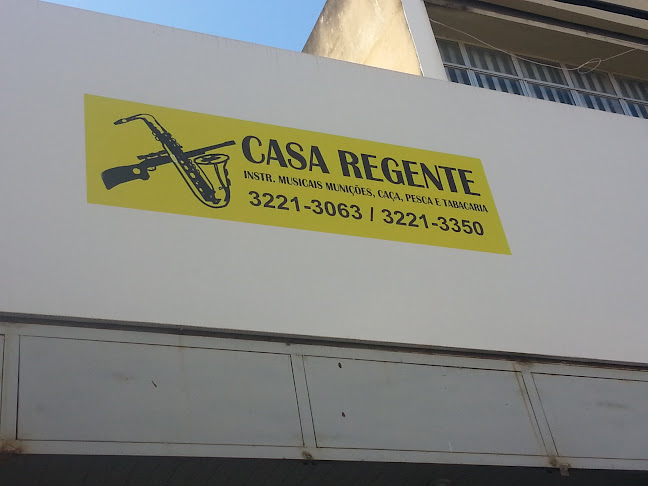 CASA REGENTE
INSTR. MUSICAIS MUNIÇÕES, CAÇA, PESCA E TABACARIA
3221-3063 / 3221-3350